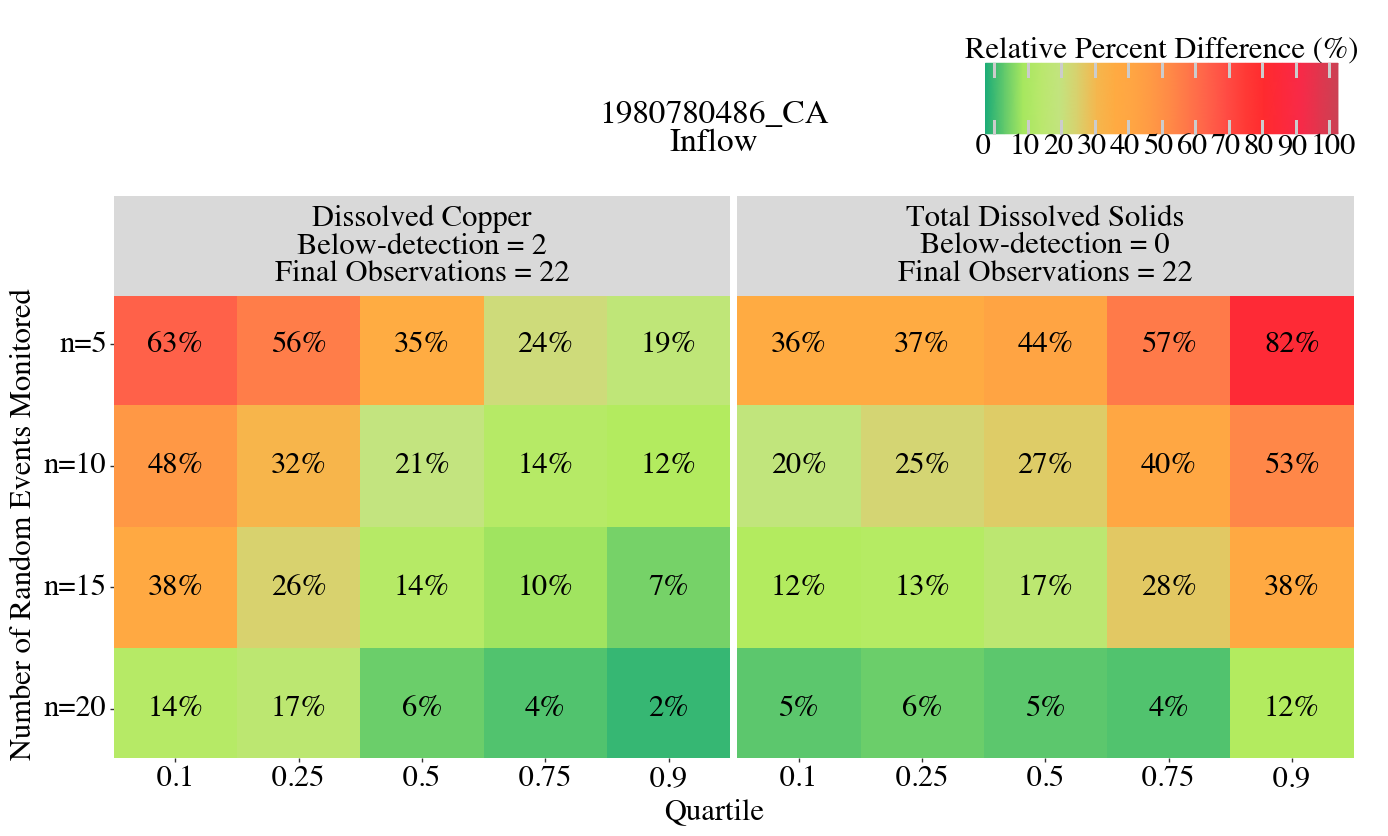 Relative Percent Difference (%)
0 10 20 30 40 50 60 70 80 90 100
1980780486_CA
Inflow
Dissolved Copper
Below-detection = 2
Final Observations = 22
Total Dissolved Solids
Below-detection = 0
Final Observations = 22
Number of Random Events Monitored
n=5 63% 56% 35% 24% 19% 36% 37% 44% 57% 82%
n=10 48% 32% 21% 14% 12% 20% 25% 27% 40% 53%
n=15 38% 26% 14% 10% 7% 12% 13% 17% 28% 38%
n=20 14% 17% 6% 4% 2% 5% 6% 5% 4% 12%
0.1 0.25 0.5 0.75 0.9 0.1 0.25 0.5 0.75 0.9
Quartile